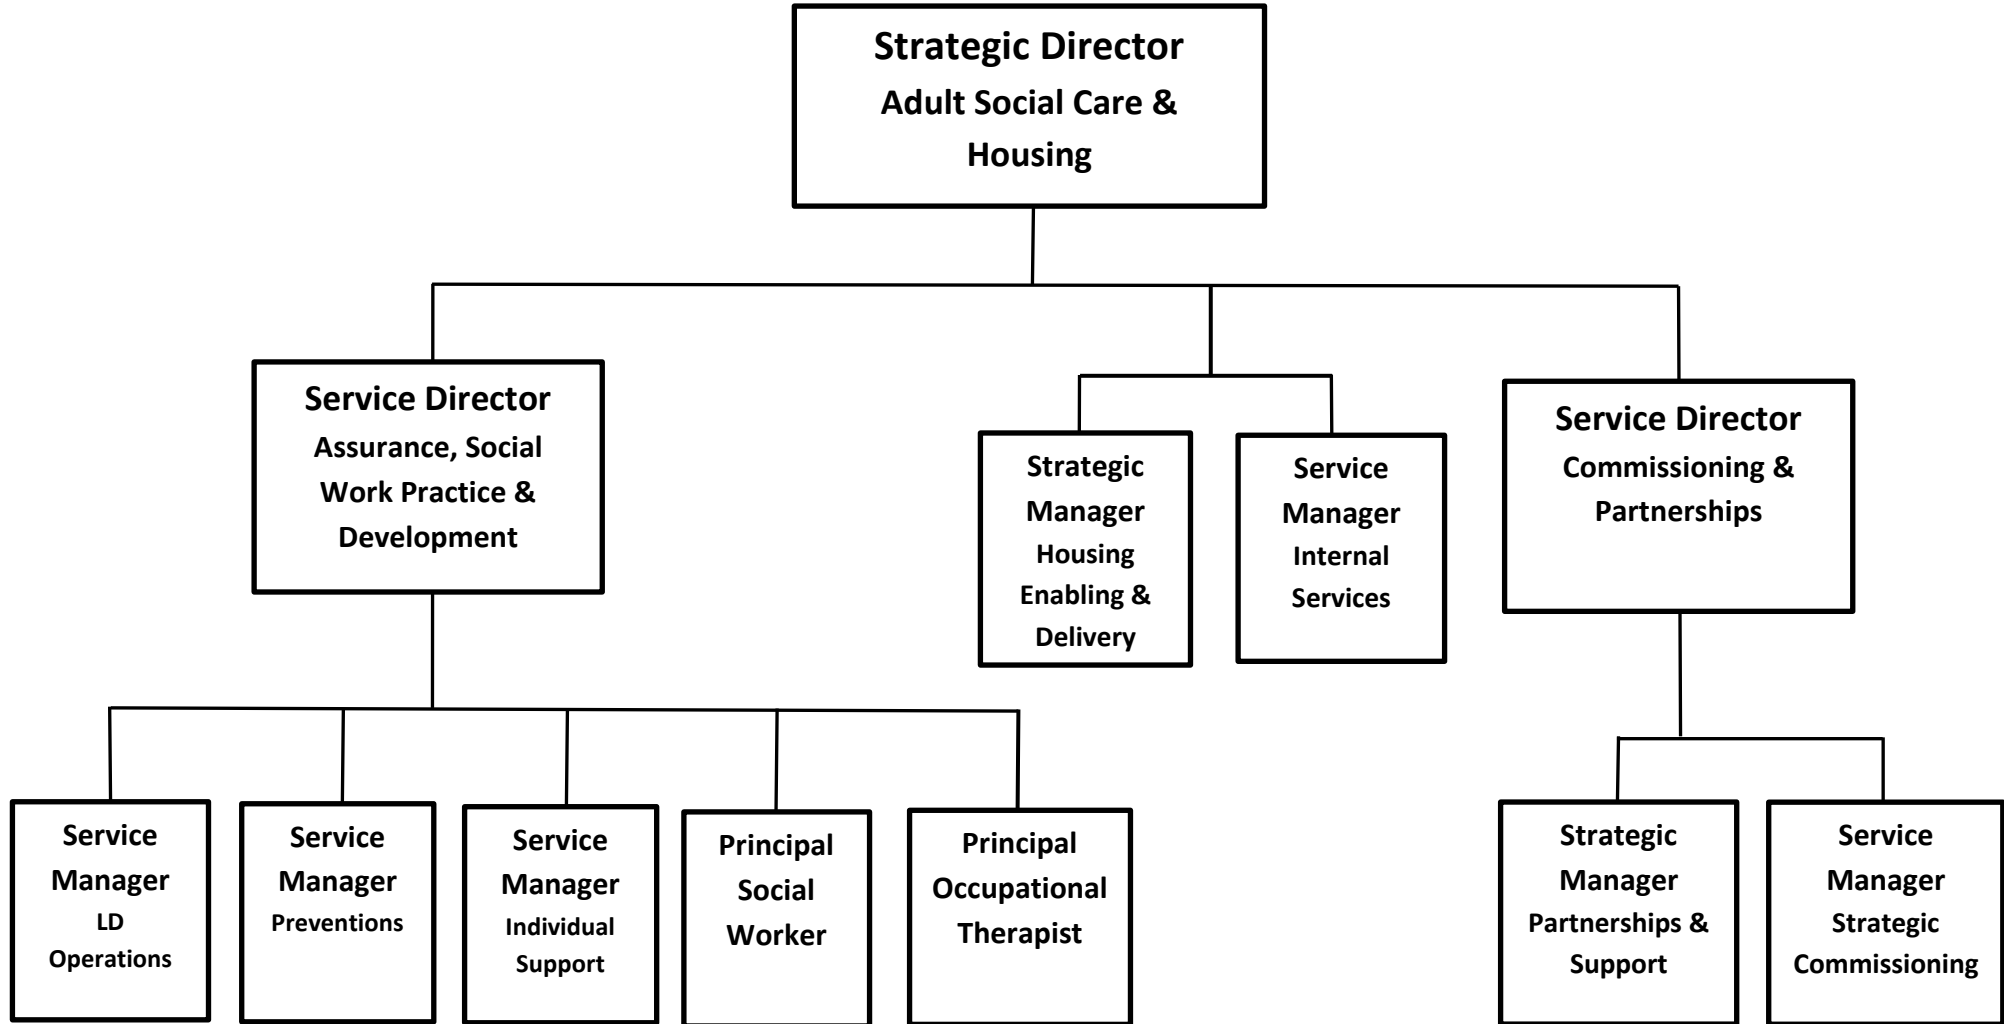 Strategic Director
Adult Social Care &
Housing
Service Director
Assurance, Social
Work Practice &
Development
Strategic
Manager
Housing
Enabling &
Delivery
Service
Manager
Internal
Services
Service Director
Commissioning &
Partnerships
Service
Manager
LD
Operations
Service
Manager
Preventions
Service
Manager
Individual
Support
Principal
Social
Worker
Principal
Occupational
Therapist
Strategic
Manager
Partnerships &
Support
Service
Manager
Strategic
Commissioning